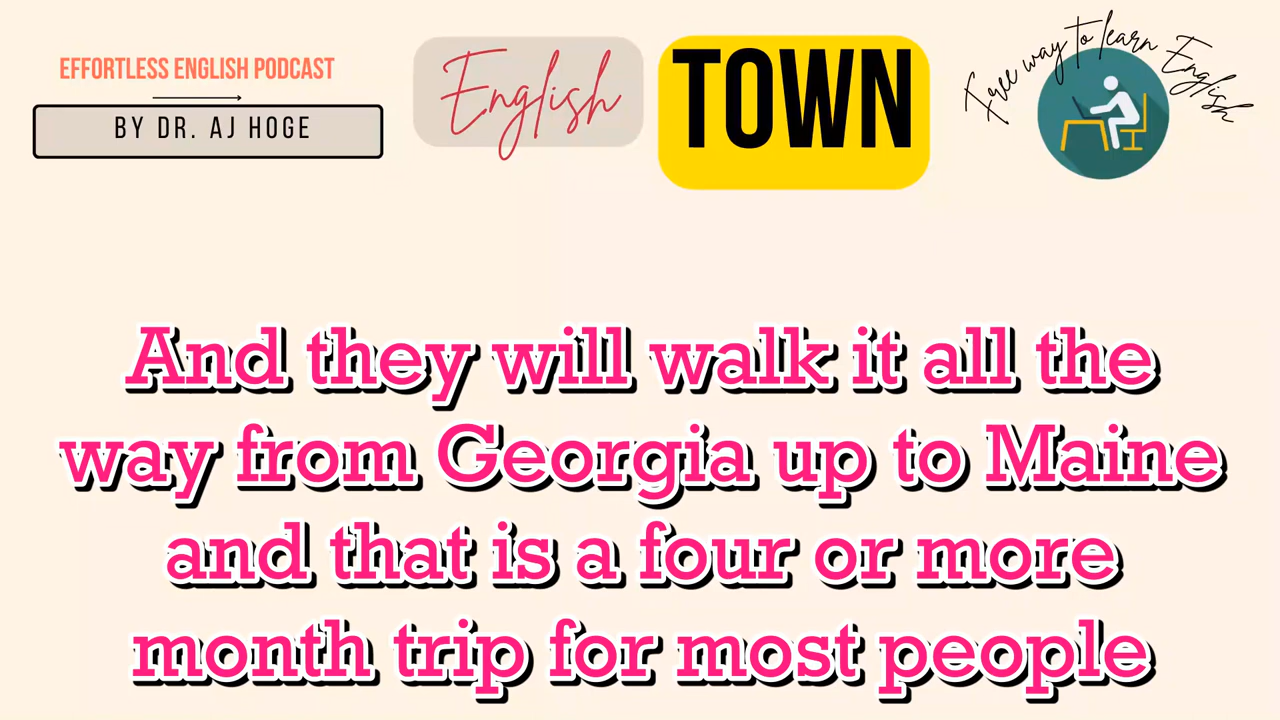 EFFORTLESS ENGLISH PODCAST
BY DR. AJ HOGE
English
TOWN
Free way to learn English
And they will walk it all the
way from Georgia up to Maine
and that is a four or more
month trip for most people